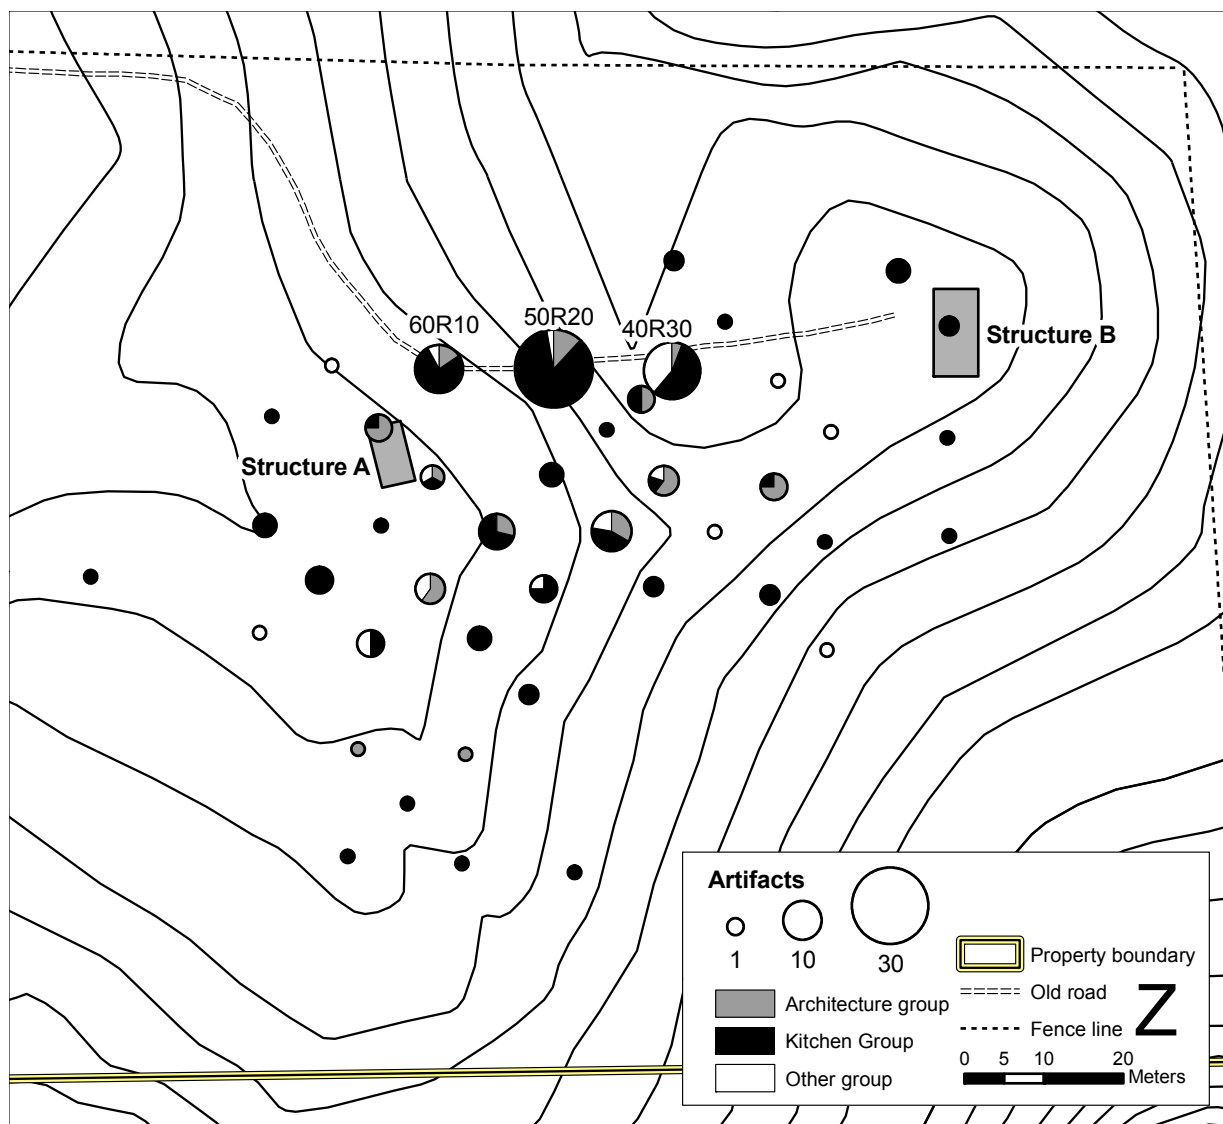 60R10
50R20
40R30
Structure B
Structure A
Artifacts
1
10
30
Architecture group
Kitchen Group
Other group
Property boundary
Old road
Fence line
Z
0 5 10 20
Meters